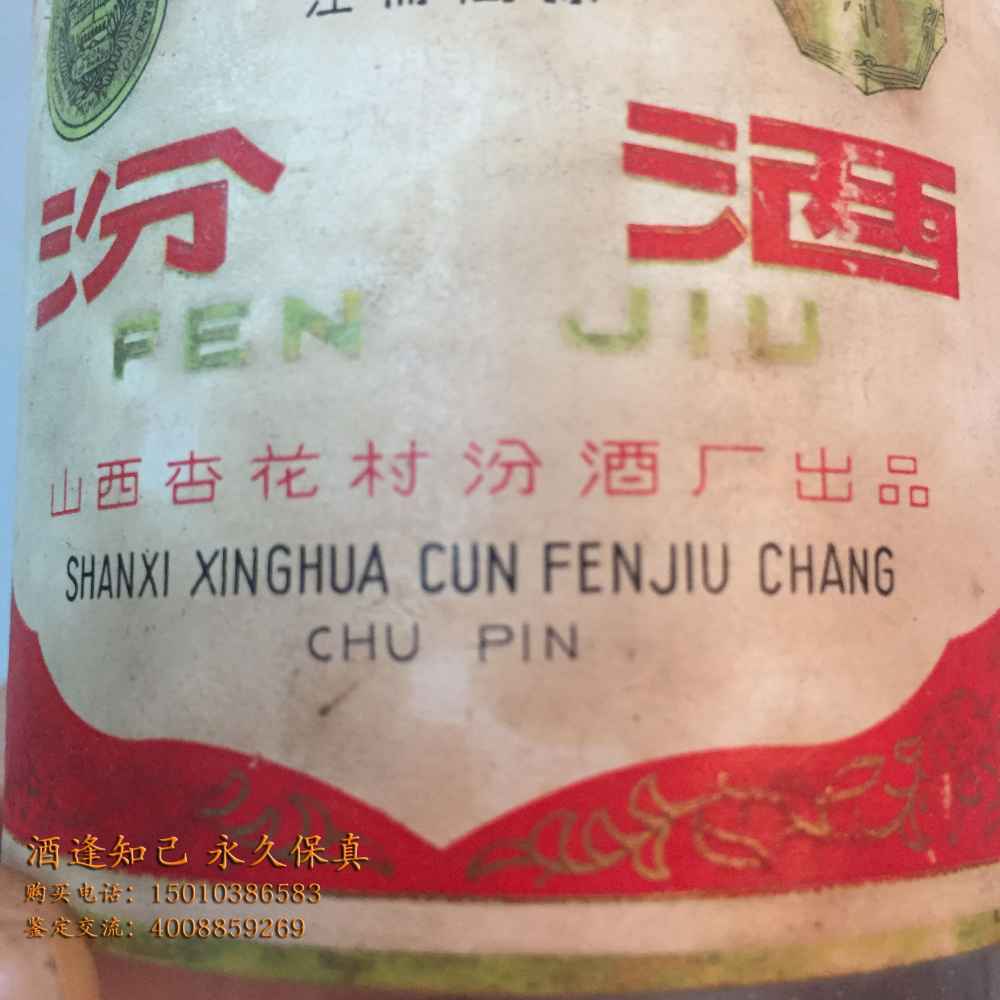 汾 酒
FEN JIU
山西杏花村汾酒厂出品
SHANXI XINGHUA CUN FENJIU CHANG
CHU PIN
酒逢知己 永久保真
购买电话：15010386583
鉴定交流：4008859269